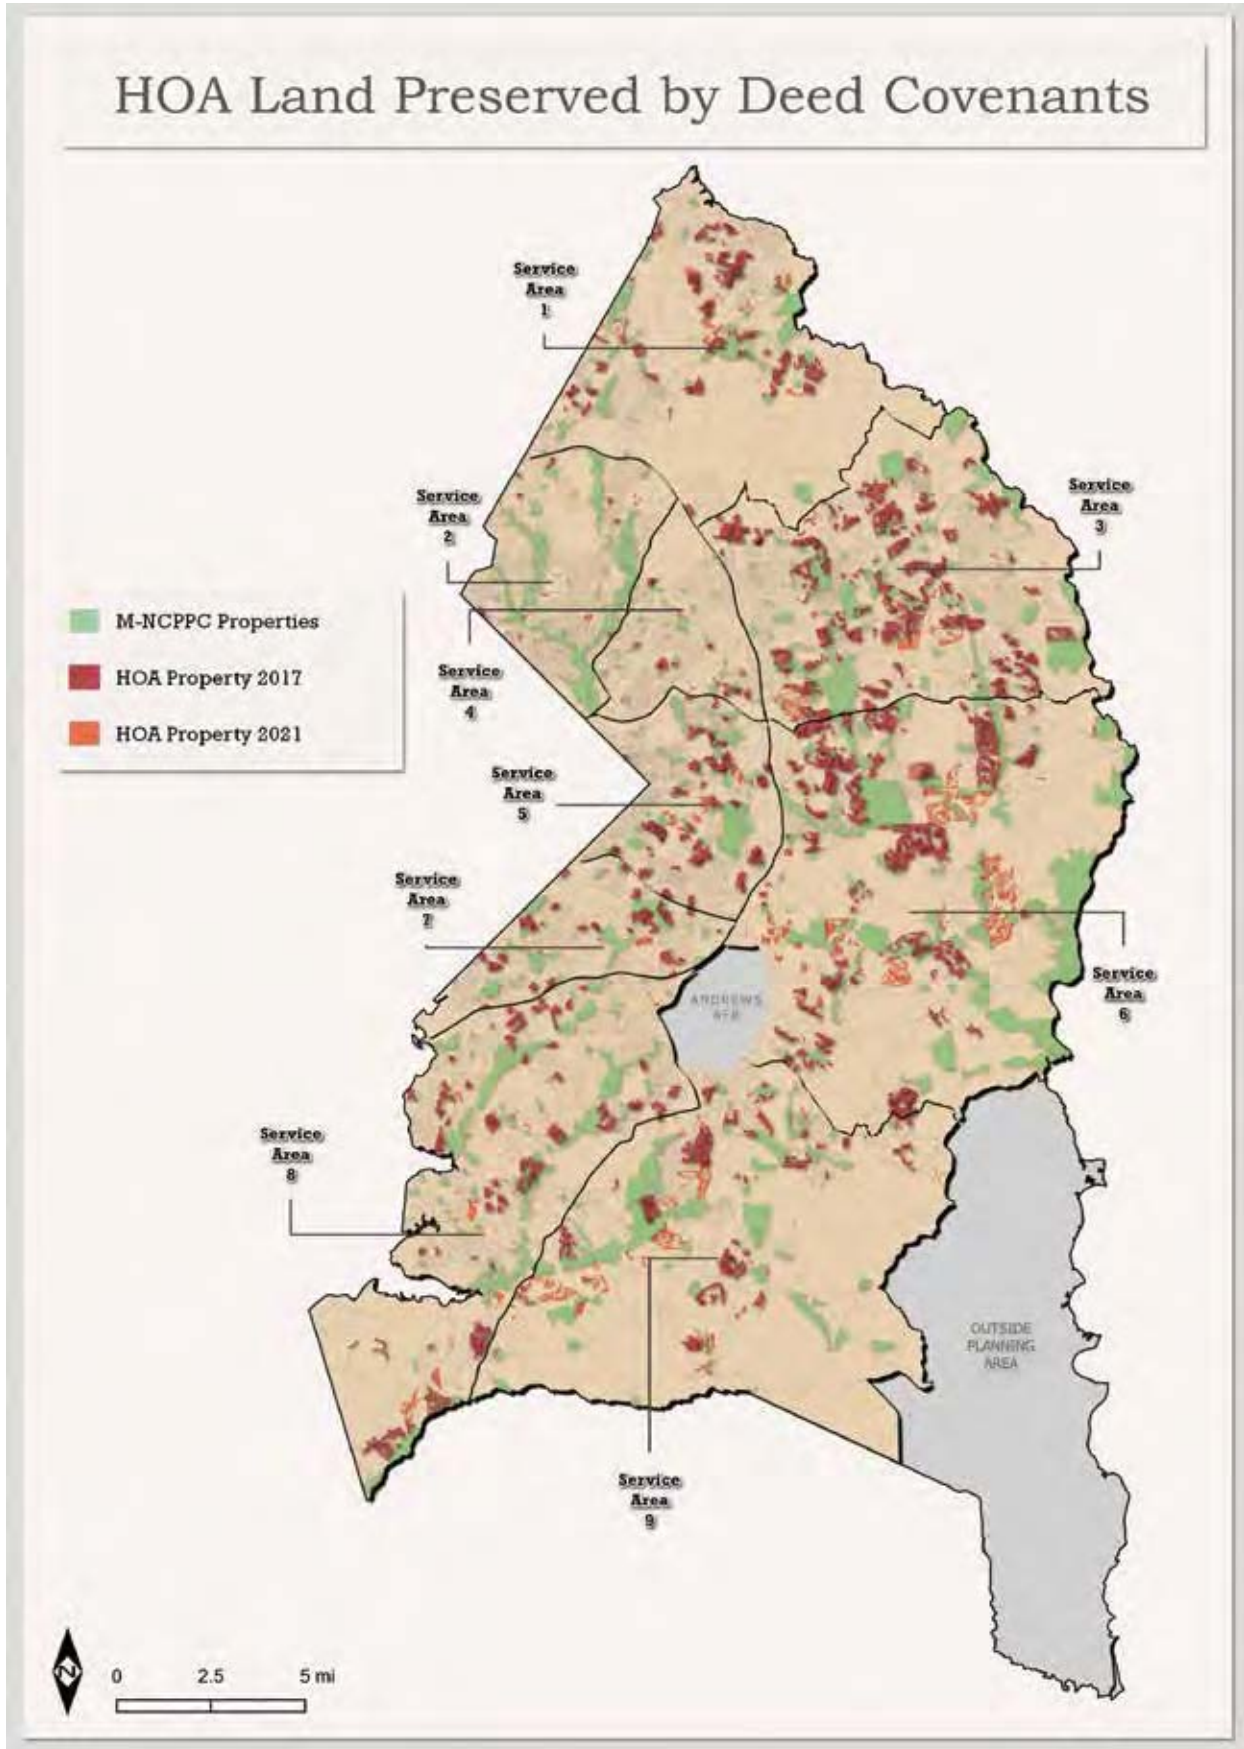 HOA Land Preserved by Deed Covenants
Service
Area
1
Service
Area
2
Service
Area
3
M-NCPPC Properties
HOA Property 2017
HOA Property 2021
Service
Area
4
Service
Area
5
Service
Area
7
Service
Area
6
ANDREWS
AFB
Service
Area
8
OUTSIDE
PLANNING
AREA
Service
Area
9
N
0 2.5 5 mi